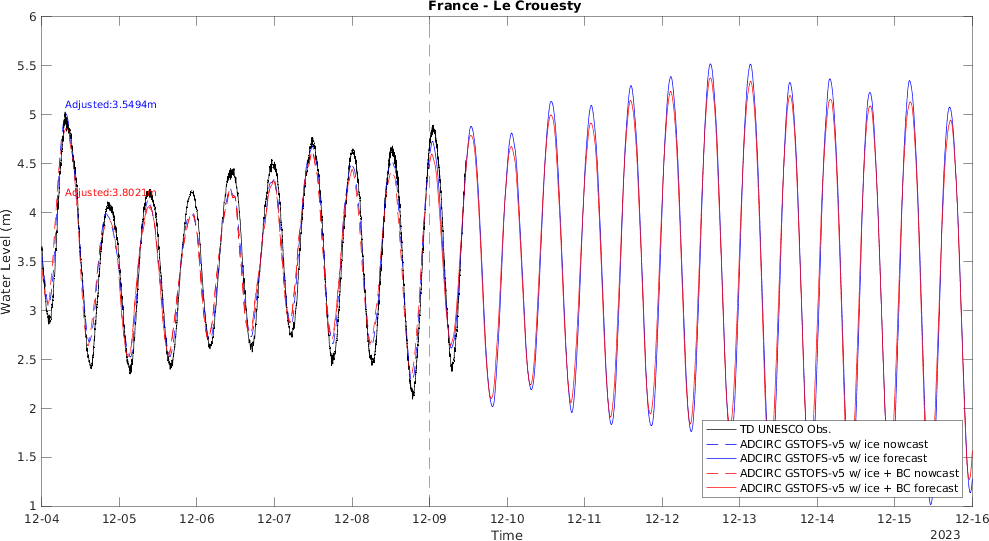 France - Le Crouesty
Water Level (m)
6
5.5
5
4.5
4
3.5
3
2.5
2
1.5
1
Adjusted:3.5494m
Adjusted:3.8021m
TD UNESCO Obs.
ADCIRC GSTOFS-v5 w/ ice nowcast
ADCIRC GSTOFS-v5 w/ ice forecast
ADCIRC GSTOFS-v5 w/ ice + BC nowcast
ADCIRC GSTOFS-v5 w/ ice + BC forecast
12-04 12-05 12-06 12-07 12-08 12-09 12-10 12-11 12-12 12-13 12-14 12-15 12-16
Time
2023